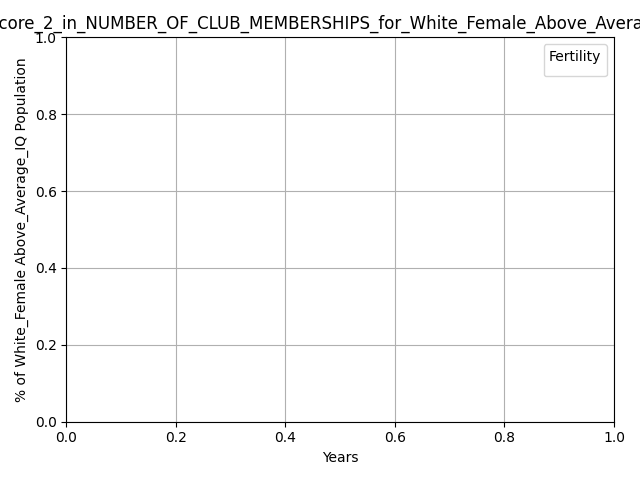 core_2_in_NUMBER_OF_CLUB_MEMBERSHIPS_for_White_Female_Above_Avera
Fertility
% of White_Female Above_Average_IQ Population
1.0
0.8
0.6
0.4
0.2
0.0
0.0 0.2 0.4 0.6 0.8 1.0
Years